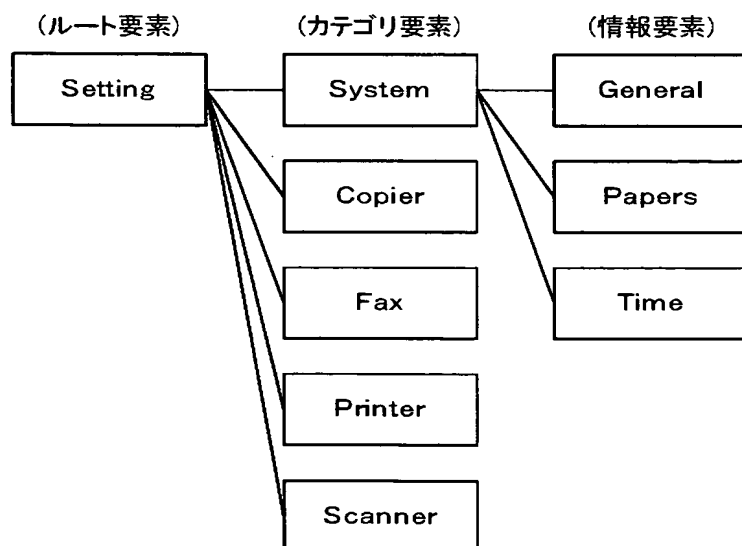 (ルート要素) (カテゴリ要素) (情報要素)
Setting System General
Copier Papers
Fax Time
Printer
Scanner